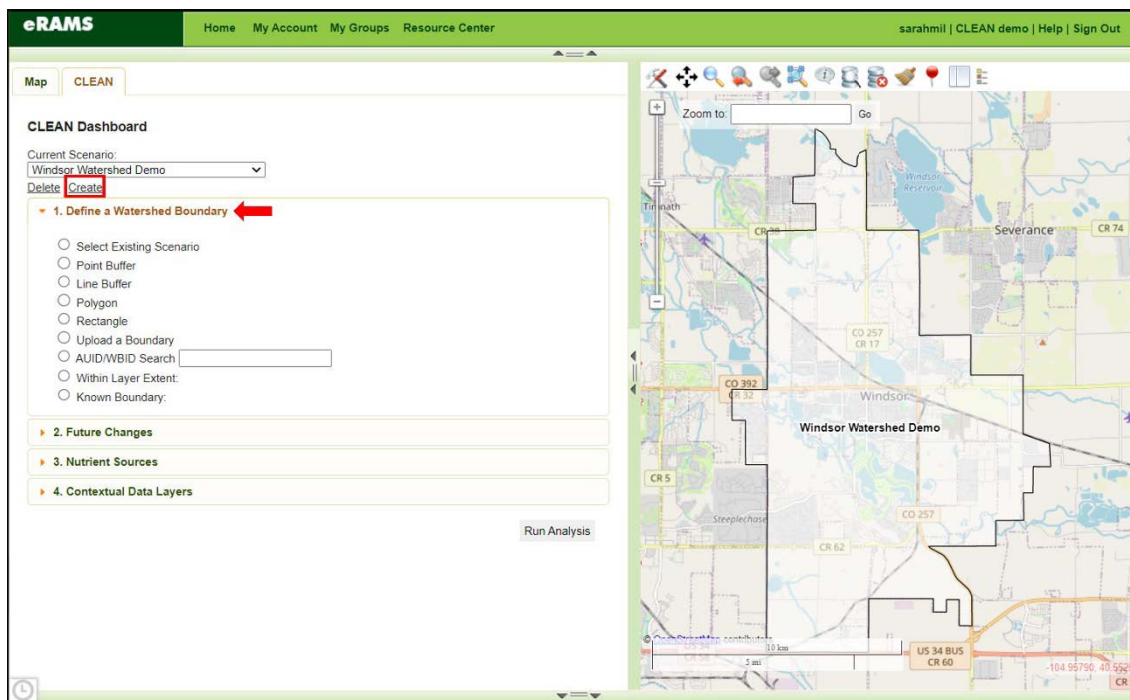 eRAMS
Home My Account My Groups Resource Center
sarahmil | CLEAN demo | Help | Sign Out
Map CLEAN
CLEAN Dashboard
Current Scenario:
Windsor Watershed Demo
Delete Create
1. Define a Watershed Boundary
Select Existing Scenario
Point Buffer
Line Buffer
Polygon
Rectangle
Upload a Boundary
AUID/WBID Search
Within Layer Extent:
Known Boundary:
2. Future Changes
3. Nutrient Sources
4. Contextual Data Layers
Run Analysis
Zoom to: Go
Windsor
Reservoir
CR 38
Severance
CR 74
CO 257
CR 17
CO 392
CR 32
Windsor
Windsor Watershed Demo
CR 5
Steeplechase
CO 257
CR 62
© OpenStreetMap contributors
10 km
5 mi
US 34 BUS
CR 60
CR